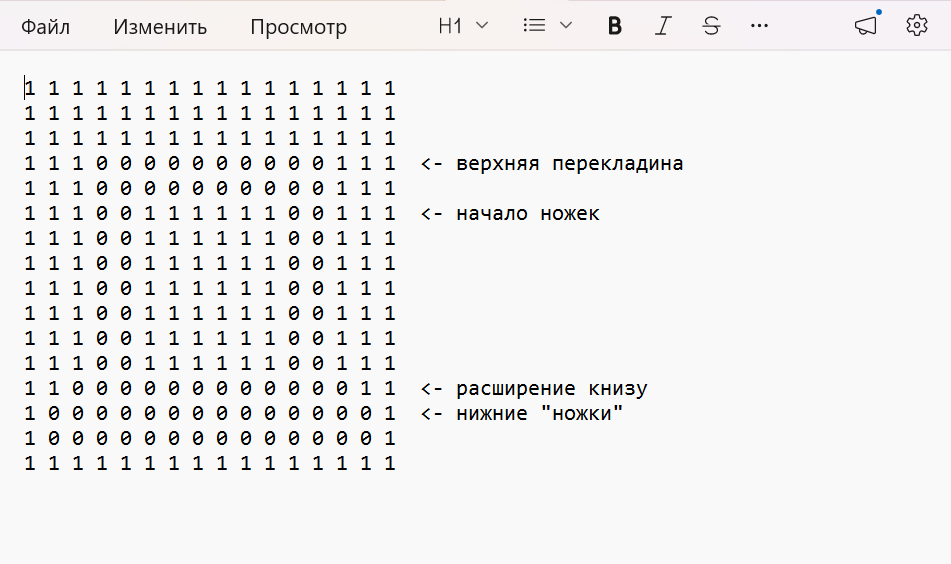 Файл Изменить Просмотр H1 B I S ...
1 1 1 1 1 1 1 1 1 1 1 1 1 1 1 1
1 1 1 1 1 1 1 1 1 1 1 1 1 1 1 1
1 1 1 1 1 1 1 1 1 1 1 1 1 1 1 1
1 1 1 0 0 0 0 0 0 0 0 0 0 1 1 1 <- верхняя перекладина
1 1 1 0 0 0 0 0 0 0 0 0 0 1 1 1
1 1 1 0 0 1 1 1 1 1 1 0 0 1 1 1 <- начало ножек
1 1 1 0 0 1 1 1 1 1 1 0 0 1 1 1
1 1 1 0 0 1 1 1 1 1 1 0 0 1 1 1
1 1 1 0 0 1 1 1 1 1 1 0 0 1 1 1
1 1 1 0 0 1 1 1 1 1 1 0 0 1 1 1
1 1 1 0 0 1 1 1 1 1 1 0 0 1 1 1
1 1 1 0 0 1 1 1 1 1 1 0 0 1 1 1
1 1 0 0 0 0 0 0 0 0 0 0 0 0 1 1 <- расширение книзу
1 0 0 0 0 0 0 0 0 0 0 0 0 0 0 1 <- нижние "ножки"
1 0 0 0 0 0 0 0 0 0 0 0 0 0 0 1
1 1 1 1 1 1 1 1 1 1 1 1 1 1 1 1